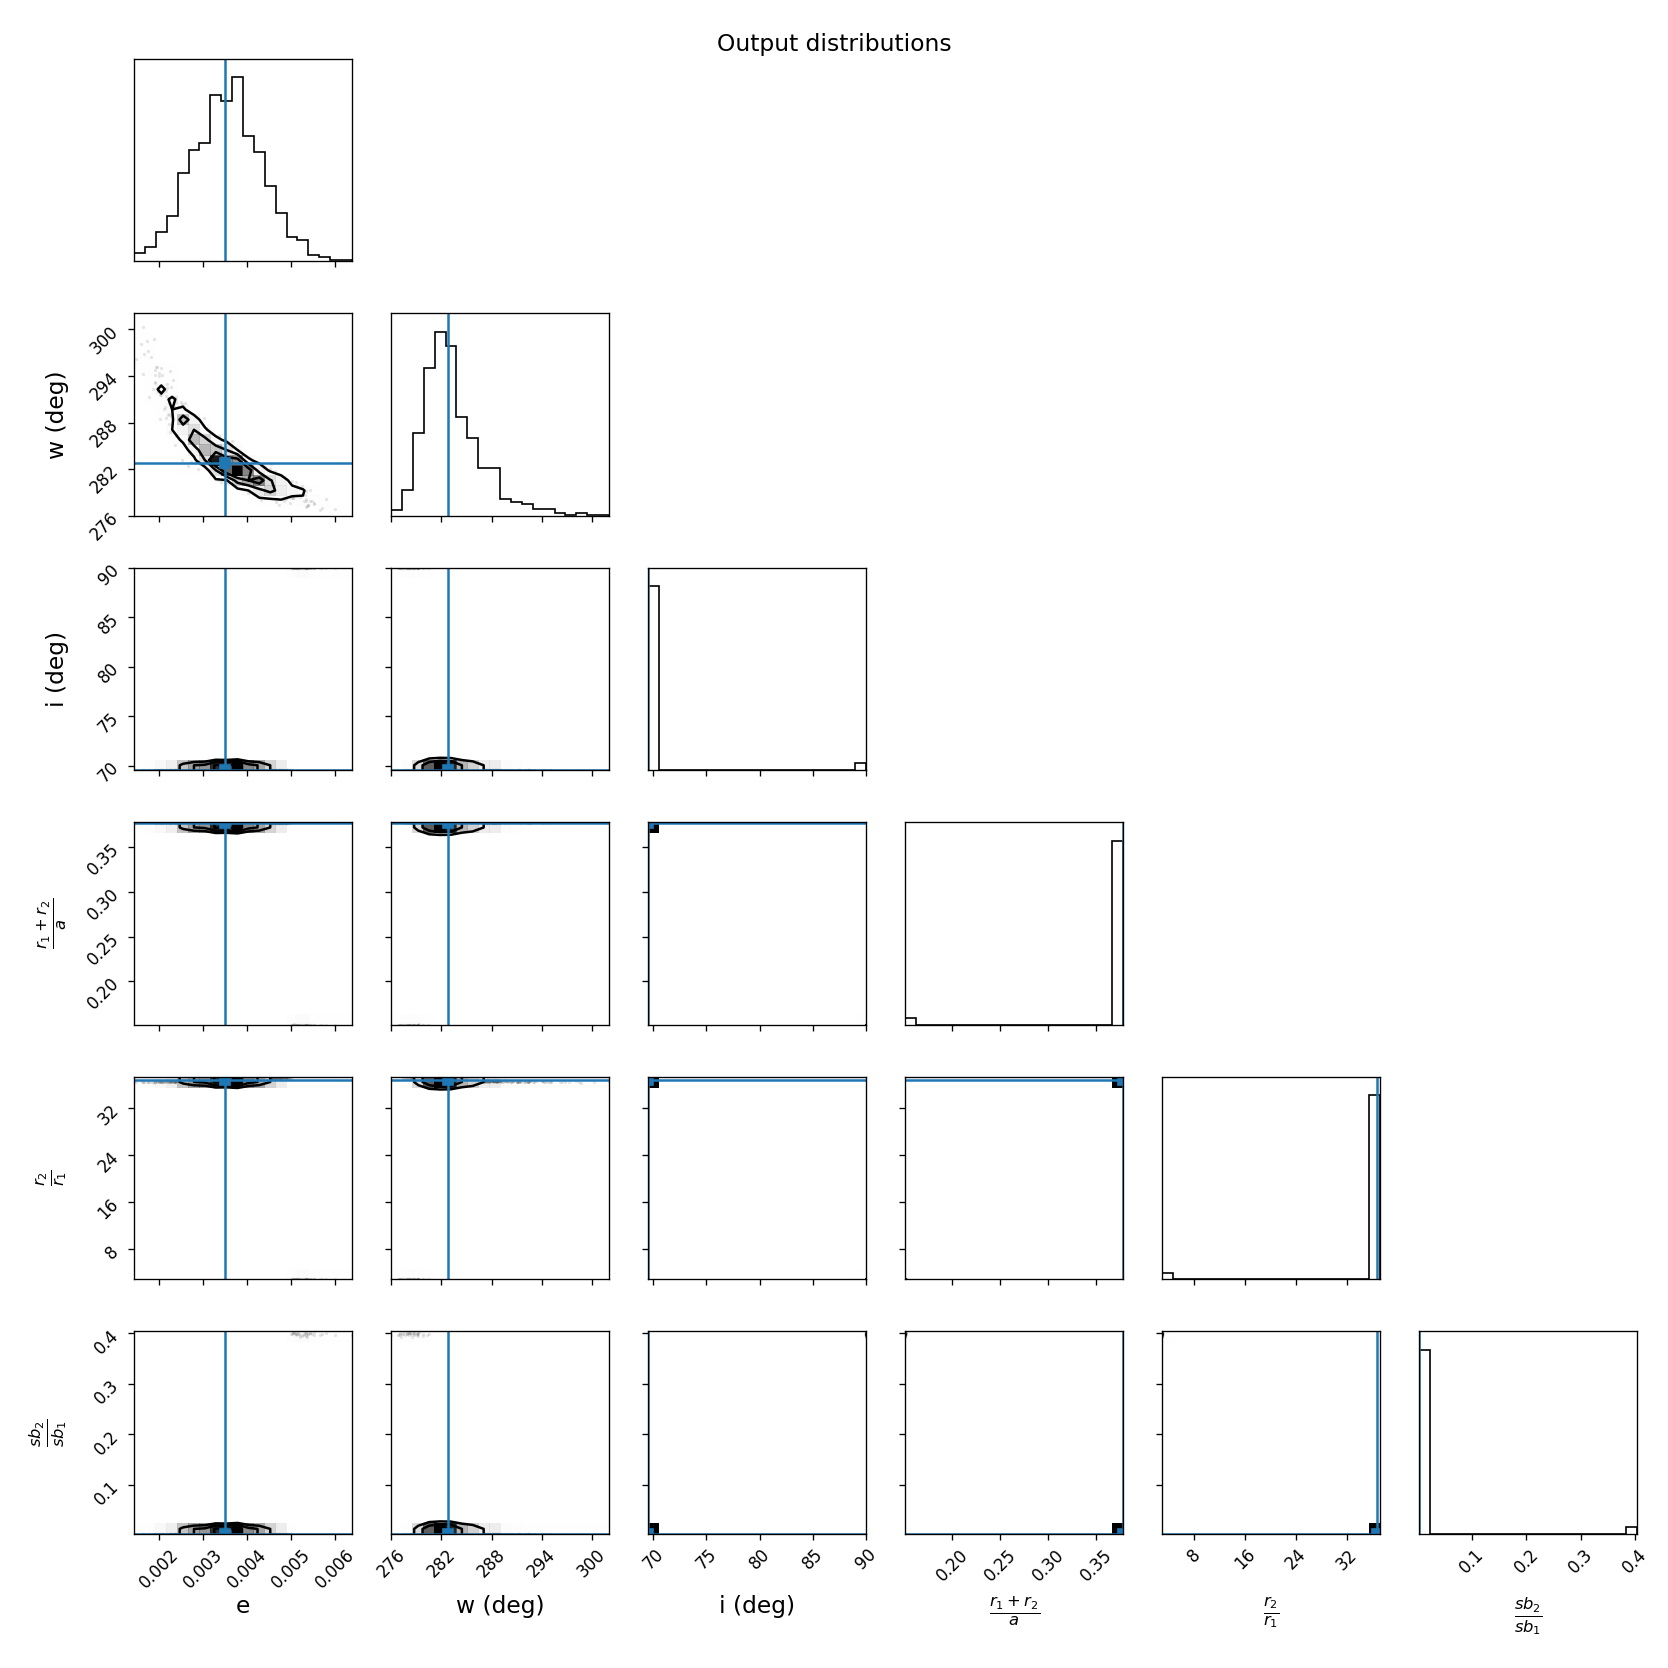 Output distributions
w (deg)
300
294
288
282
276
i (deg)
90
85
80
75
70
r₁ + r₂
a
0.35
0.30
0.25
0.20
r₂
r₁
32
24
16
8
sb₂
sb₁
0.4
0.3
0.2
0.1
0.002 0.003 0.004 0.005 0.006 276 282 288 294 300 70 75 80 85 90 0.20 0.25 0.30 0.35 8 16 24 32 0.1 0.2 0.3 0.4
e w (deg) i (deg) r₁ + r₂ r₂ sb₂
a r₁ sb₁